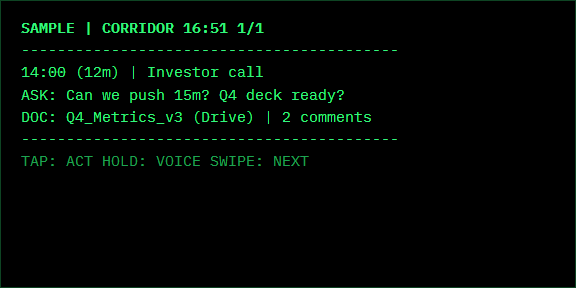 SAMPLE | CORRIDOR 16:51 1/1
------------------------------------------
14:00 (12m) | Investor call
ASK: Can we push 15m? Q4 deck ready?
DOC: Q4_Metrics_v3 (Drive) | 2 comments
------------------------------------------
TAP: ACT HOLD: VOICE SWIPE: NEXT